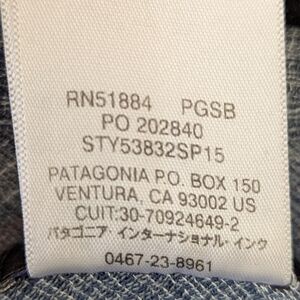 RN51884 PGSB
PO 202840
STY53832SP15
PATAGONIA P.O. BOX 150
VENTURA, CA 93002 US
CUIT:30-70924649-2
パタゴニア・インターナショナル・インク
0467-23-8961